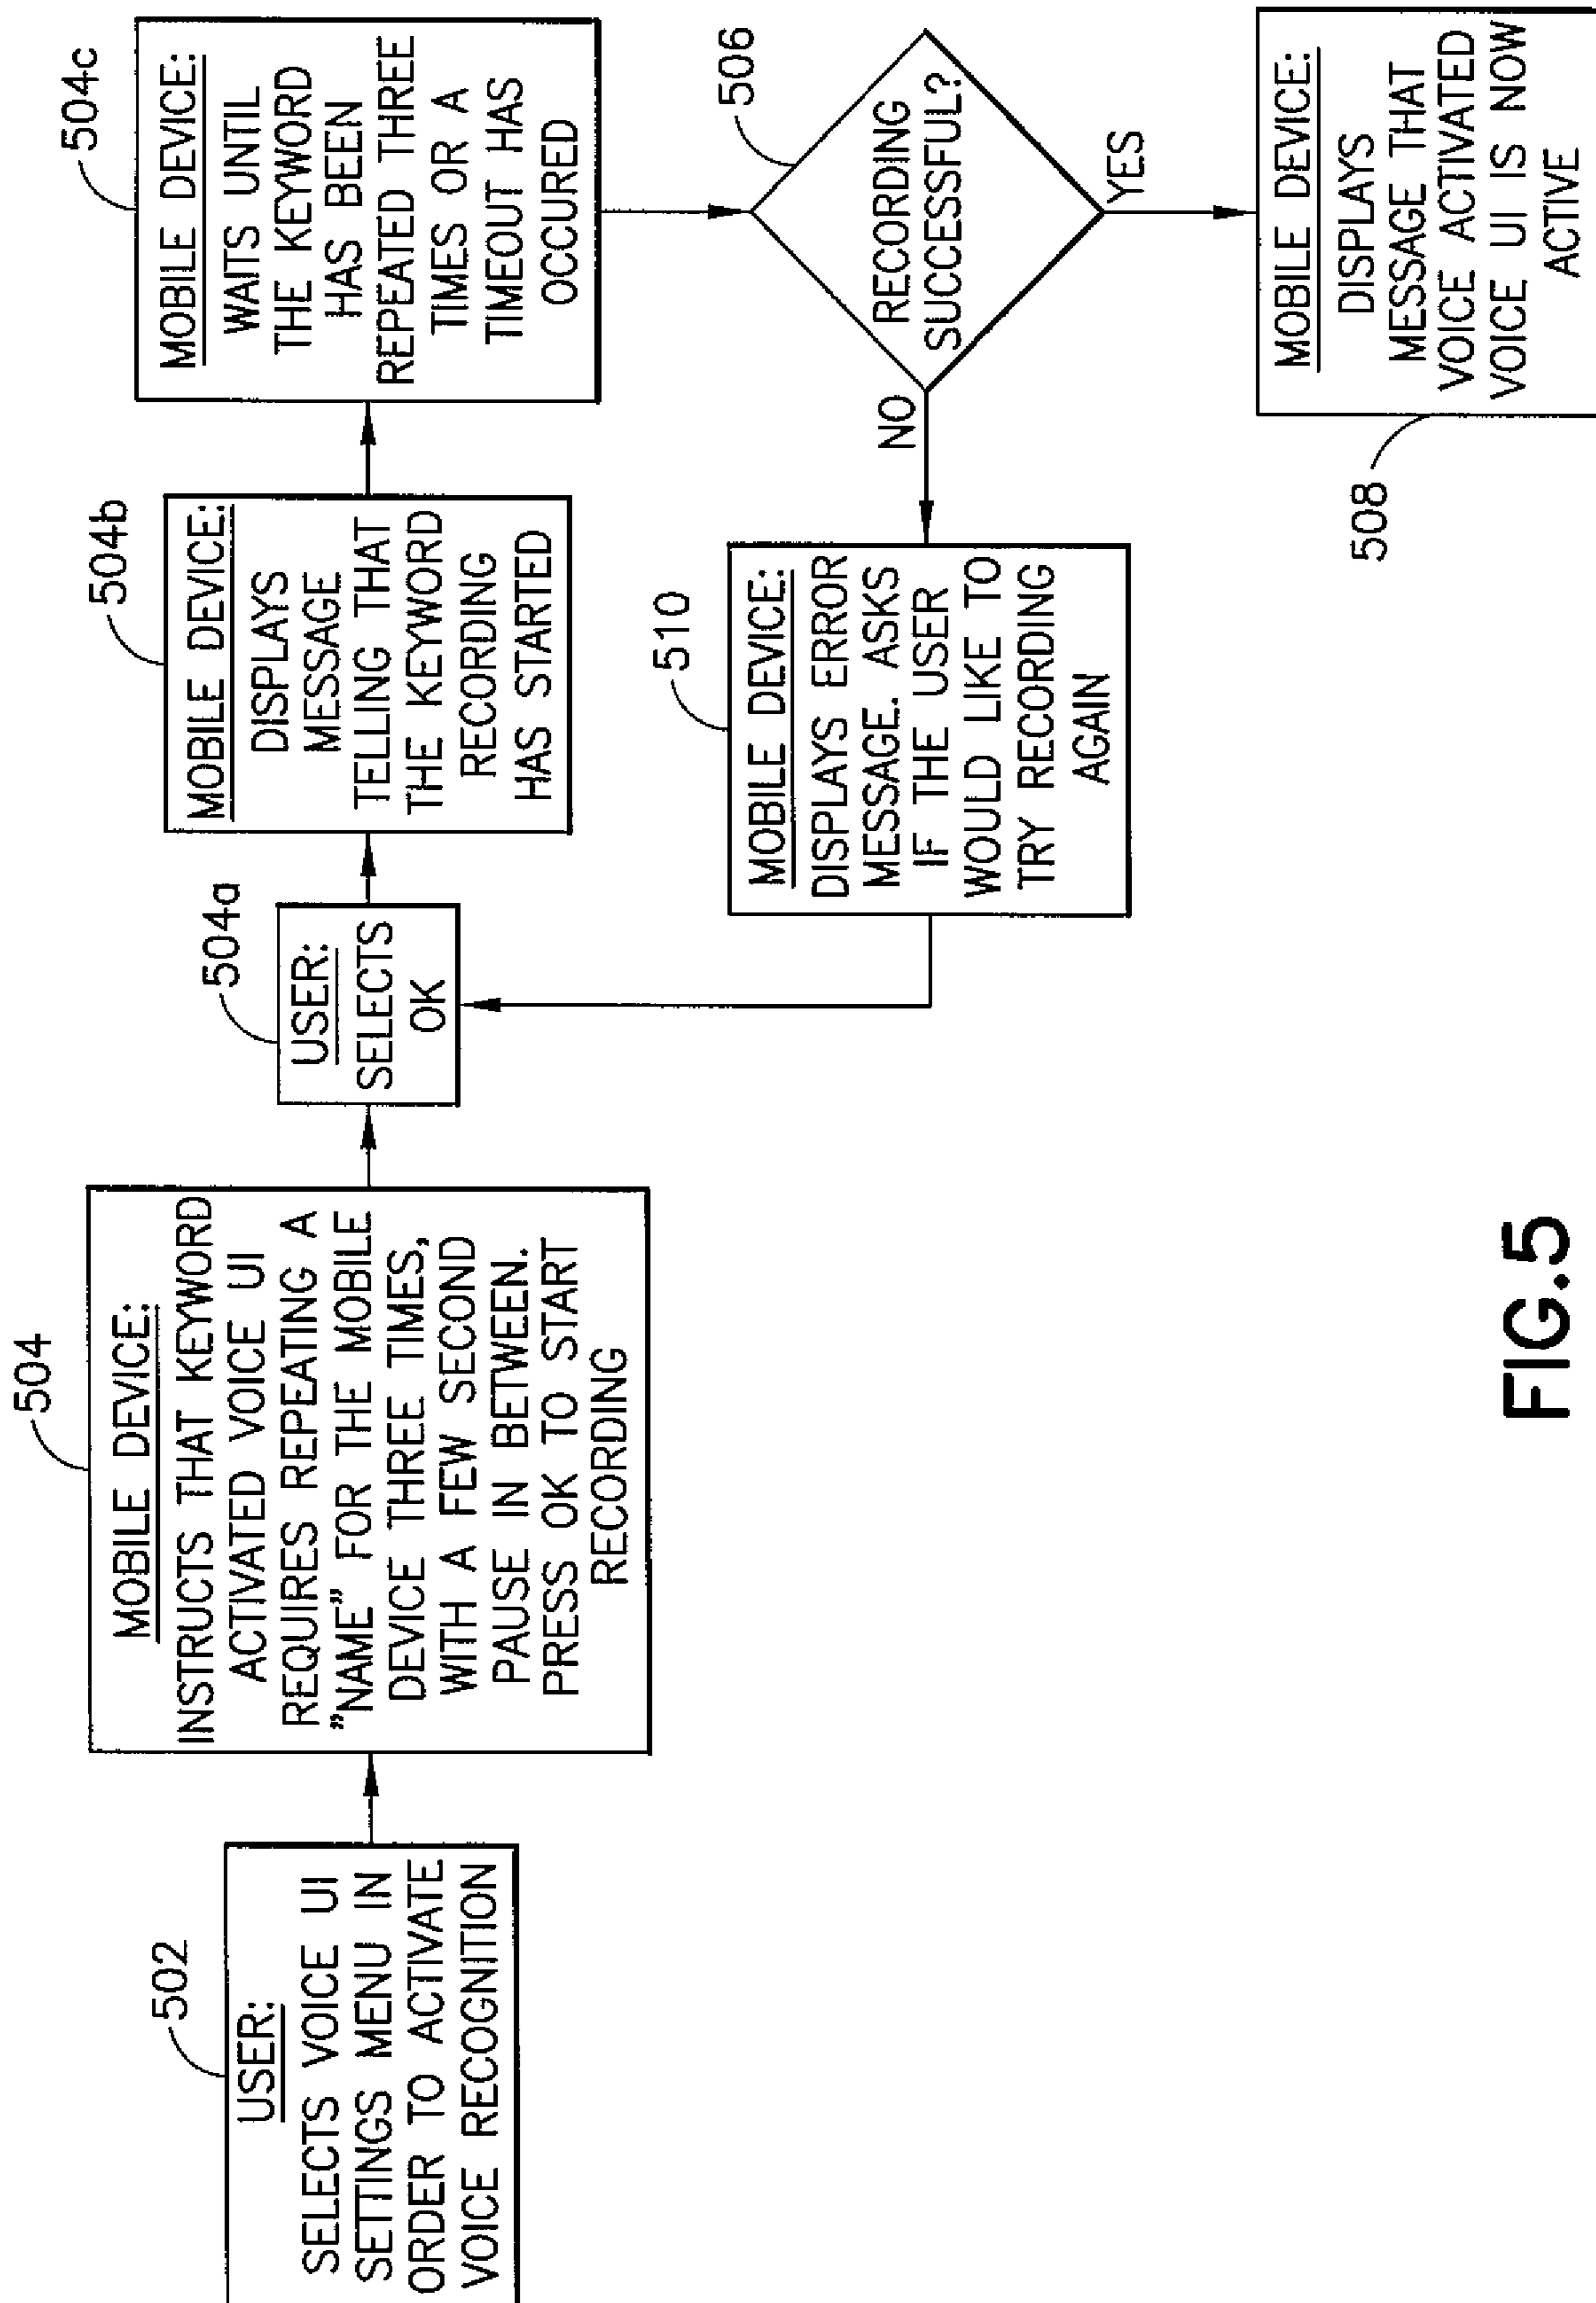 502
USER:
SELECTS VOICE UI
SETTINGS MENU IN
ORDER TO ACTIVATE
VOICE RECOGNITION
504
MOBILE DEVICE:
INSTRUCTS THAT KEYWORD
ACTIVATED VOICE UI
REQUIRES REPEATING A
"NAME" FOR THE MOBILE
DEVICE THREE TIMES,
WITH A FEW SECOND
PAUSE IN BETWEEN.
PRESS OK TO START
RECORDING
504a
USER:
SELECTS
OK
504b
MOBILE DEVICE:
DISPLAYS
MESSAGE
TELLING THAT
THE KEYWORD
RECORDING
HAS STARTED
504c
MOBILE DEVICE:
WAITS UNTIL
THE KEYWORD
HAS BEEN
REPEATED THREE
TIMES OR A
TIMEOUT HAS
OCCURED
506
RECORDING
SUCCESSFUL?
NO
YES
510
MOBILE DEVICE:
DISPLAYS ERROR
MESSAGE. ASKS
IF THE USER
WOULD LIKE TO
TRY RECORDING
AGAIN
508
MOBILE DEVICE:
DISPLAYS
MESSAGE THAT
VOICE ACTIVATED
VOICE UI IS NOW
ACTIVE
FIG.5